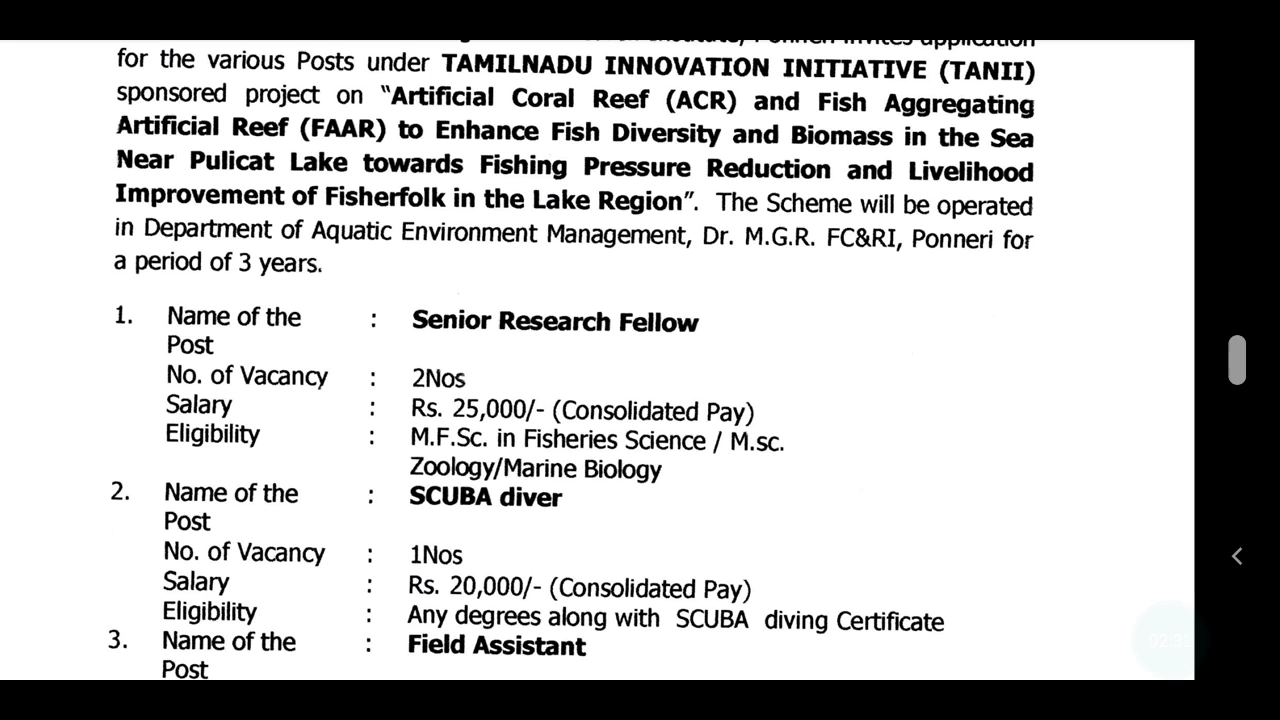 Ponneri invites application
for the various Posts under TAMILNADU INNOVATION INITIATIVE (TANII)
sponsored project on “Artificial Coral Reef (ACR) and Fish Aggregating
Artificial Reef (FAAR) to Enhance Fish Diversity and Biomass in the Sea
Near Pulicat Lake towards Fishing Pressure Reduction and Livelihood
Improvement of Fisherfolk in the Lake Region”. The Scheme will be operated
in Department of Aquatic Environment Management, Dr. M.G.R. FC&RI, Ponneri for
a period of 3 years.
1. Name of the : Senior Research Fellow
Post
No. of Vacancy : 2Nos
Salary : Rs. 25,000/- (Consolidated Pay)
Eligibility : M.F.Sc. in Fisheries Science / M.sc.
Zoology/Marine Biology
2. Name of the : SCUBA diver
Post
No. of Vacancy : 1Nos
Salary : Rs. 20,000/- (Consolidated Pay)
Eligibility : Any degrees along with SCUBA diving Certificate
3. Name of the : Field Assistant
Post
02:31